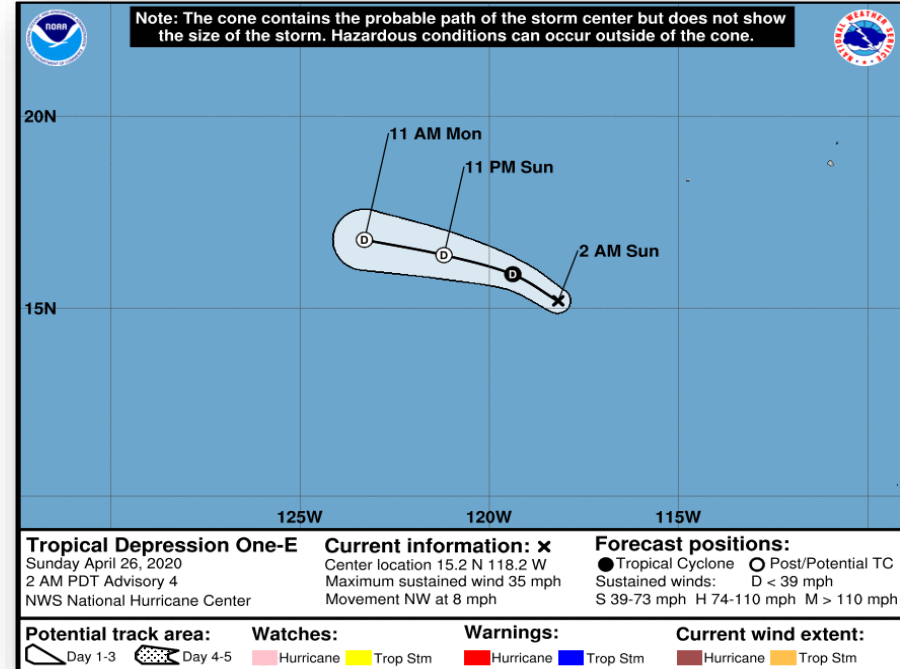 Note: The cone contains the probable path of the storm center but does not show
the size of the storm. Hazardous conditions can occur outside of the cone.
NOAA
NATIONAL WEATHER SERVICE
20N
11 AM Mon
11 PM Sun
2 AM Sun
D
D
D
15N
125W
120W
115W
Tropical Depression One-E
Sunday April 26, 2020
2 AM PDT Advisory 4
NWS National Hurricane Center
Current information: x
Center location 15.2 N 118.2 W
Maximum sustained wind 35 mph
Movement NW at 8 mph
Forecast positions:
Tropical Cyclone Post/Potential TC
Sustained winds: D < 39 mph
S 39-73 mph H 74-110 mph M > 110 mph
Potential track area:
Day 1-3 Day 4-5
Watches:
Hurricane Trop Stm
Warnings:
Hurricane Trop Stm
Current wind extent:
Hurricane Trop Stm